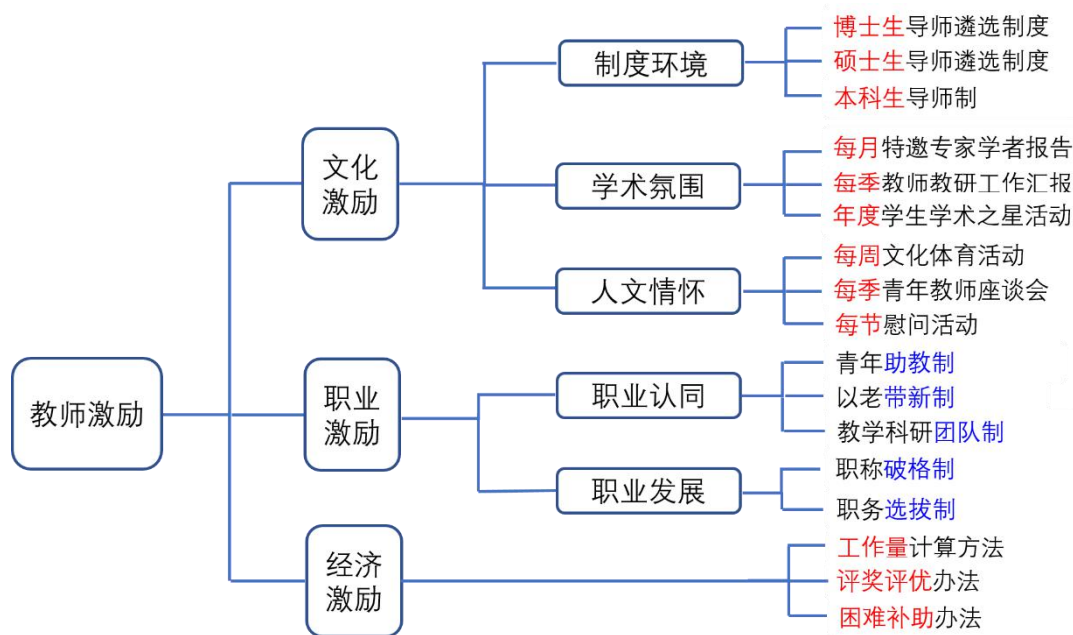 教师激励
文化
激励
制度环境
博士生导师遴选制度
硕士生导师遴选制度
本科生导师制
学术氛围
每月特邀专家学者报告
每季教师教研工作汇报
年度学生学术之星活动
人文情怀
每周文化体育活动
每季青年教师座谈会
每节慰问活动
职业
激励
职业认同
青年助教制
以老带新制
教学科研团队制
职业发展
职称破格制
职务选拔制
经济
激励
工作量计算方法
评奖评优办法
困难补助办法